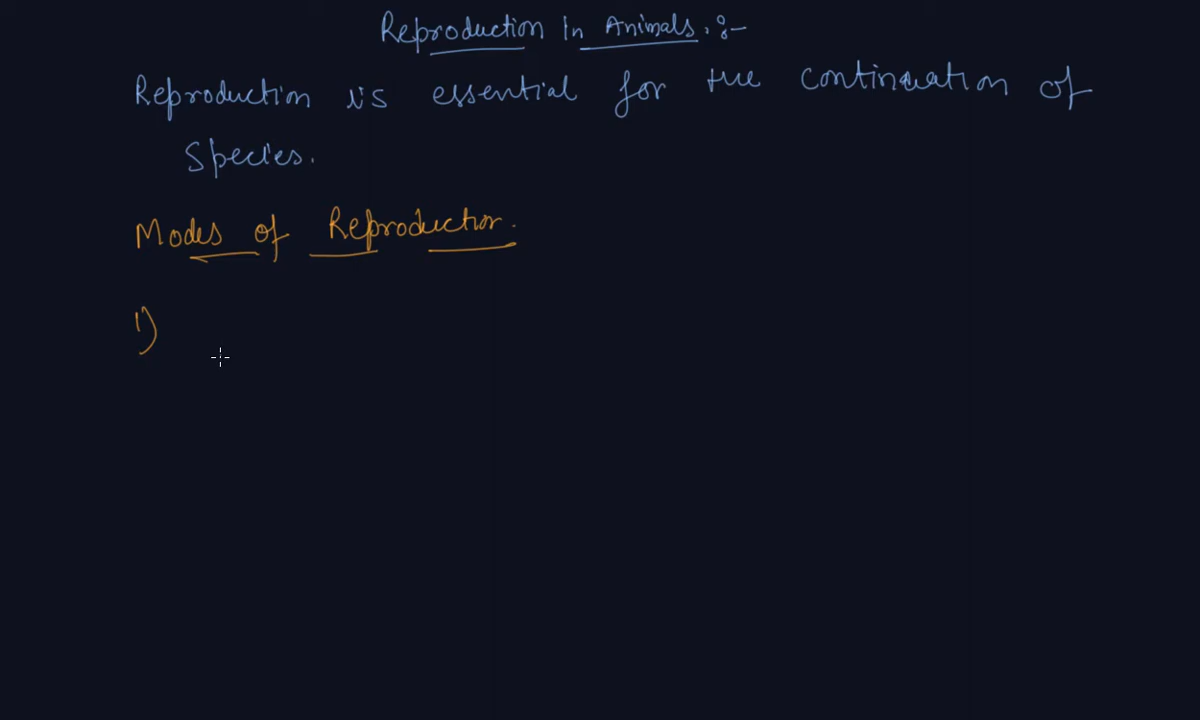 Reproduction In Animals.:-
Reproduction is essential for the continuation of
Species.
Modes of Reproduction.
1)